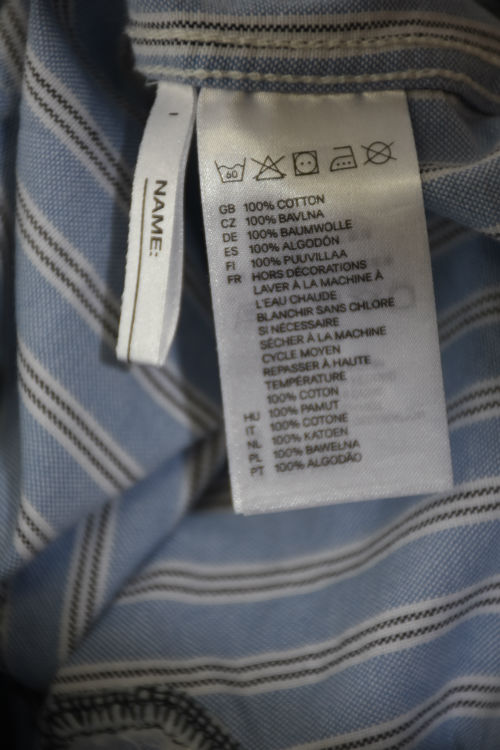 NAME:
60
GB 100% COTTON
CZ 100% BAVLNA
DE 100% BAUMWOLLE
ES 100% ALGODÓN
FI 100% PUUVILLAA
FR HORS DÉCORATIONS
LAVER À LA MACHINE À
L'EAU CHAUDE
BLANCHIR SANS CHLORE
SI NÉCESSAIRE
SÉCHER À LA MACHINE
CYCLE MOYEN
REPASSER À HAUTE
TEMPÉRATURE
100% COTON
HU 100% PAMUT
IT 100% COTONE
NL 100% KATOEN
PL 100% BAWEŁNA
PT 100% ALGODÃO